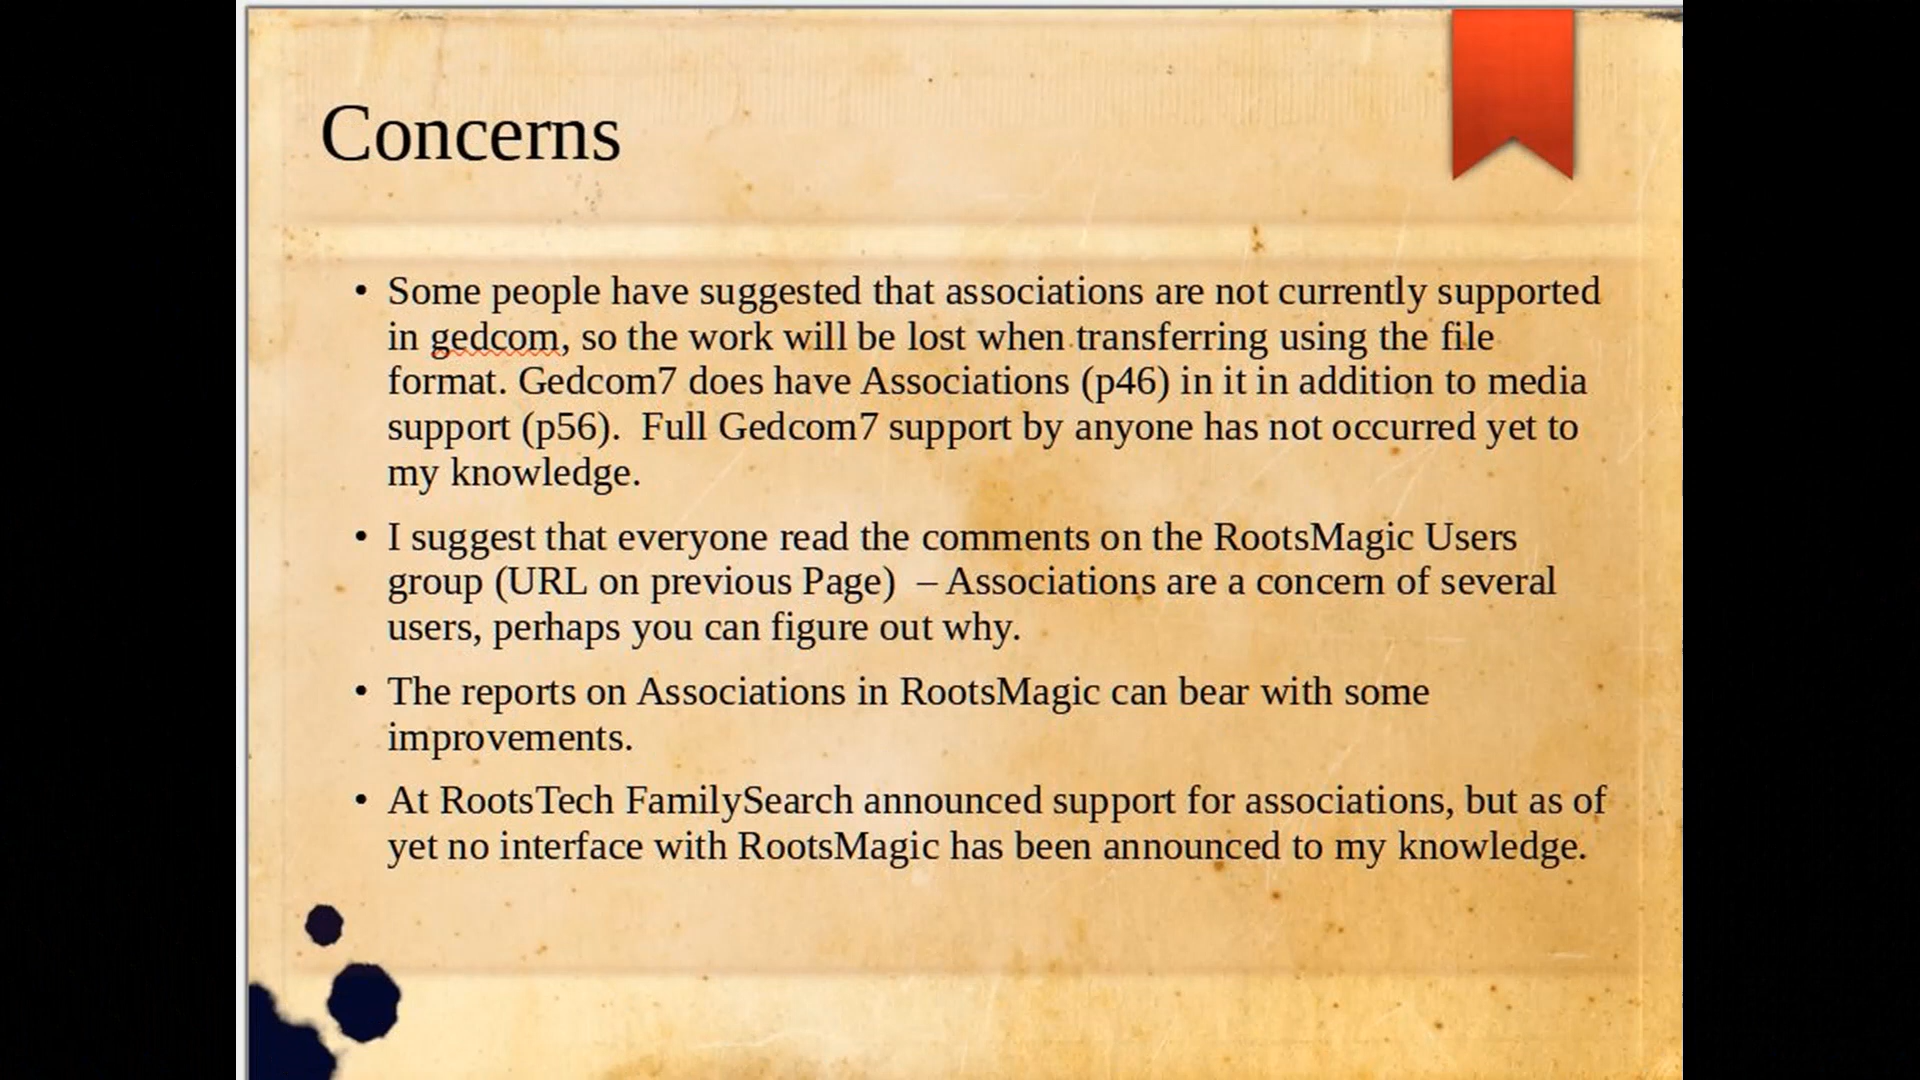 Concerns
• Some people have suggested that associations are not currently supported
in gedcom, so the work will be lost when transferring using the file
format. Gedcom7 does have Associations (p46) in it in addition to media
support (p56).  Full Gedcom7 support by anyone has not occurred yet to
my knowledge.
• I suggest that everyone read the comments on the RootsMagic Users
group (URL on previous Page)  – Associations are a concern of several
users, perhaps you can figure out why.
• The reports on Associations in RootsMagic can bear with some
improvements.
• At RootsTech FamilySearch announced support for associations, but as of
yet no interface with RootsMagic has been announced to my knowledge.